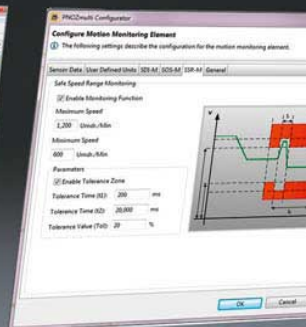 PNOZmulti Configurator
Configure Motion Monitoring Element
The following settings describe the configuration for the motion monitoring element.
Sensor Data User Defined Units SDI-M SOS-M SSR-M General
Safe Speed Range Monitoring
Enable Monitoring Function
Maximum Speed
1,200 Umdr./Min
Minimum Speed
600 Umdr./Min
Parameters
Enable Tolerance Zone
Tolerance Time (t1): 200 ms
Tolerance Time (t2): 20,000 ms
Tolerance Value (Tol): 20 %
OK Cancel